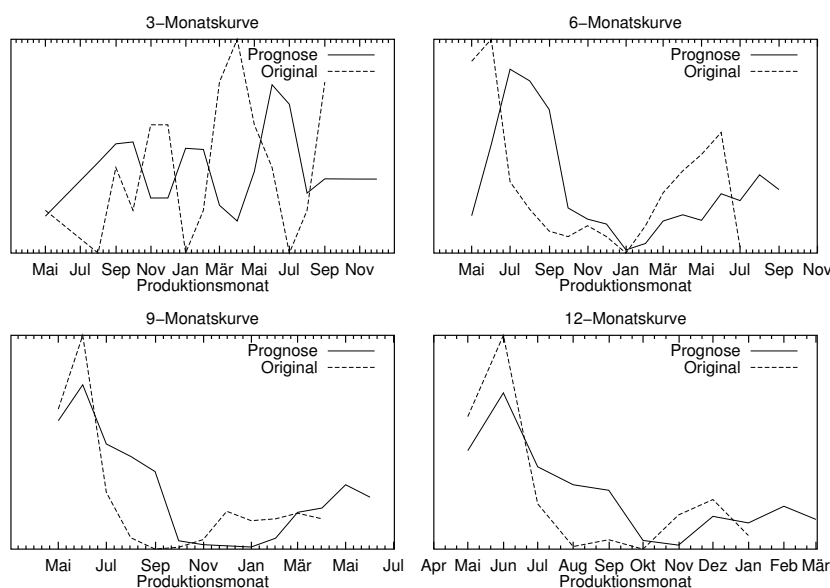 3−Monatskurve
Prognose
Original
Mai Jul Sep Nov Jan Mär Mai Jul Sep Nov
Produktionsmonat
6−Monatskurve
Prognose
Original
Mai Jul Sep Nov Jan Mär Mai Jul Sep Nov
Produktionsmonat
9−Monatskurve
Prognose
Original
Mai Jul Sep Nov Jan Mär Mai Jul
Produktionsmonat
12−Monatskurve
Prognose
Original
Apr Mai Jun Jul Aug Sep Okt Nov Dez Jan Feb Mär
Produktionsmonat